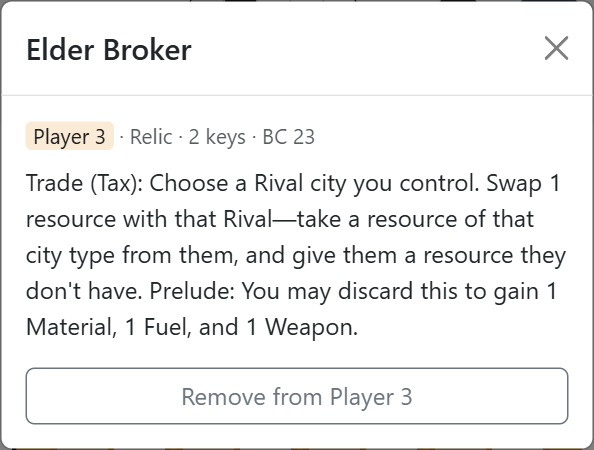 Elder Broker
Player 3 · Relic · 2 keys · BC 23
Trade (Tax): Choose a Rival city you control. Swap 1
resource with that Rival—take a resource of that
city type from them, and give them a resource they
don't have. Prelude: You may discard this to gain 1
Material, 1 Fuel, and 1 Weapon.
Remove from Player 3